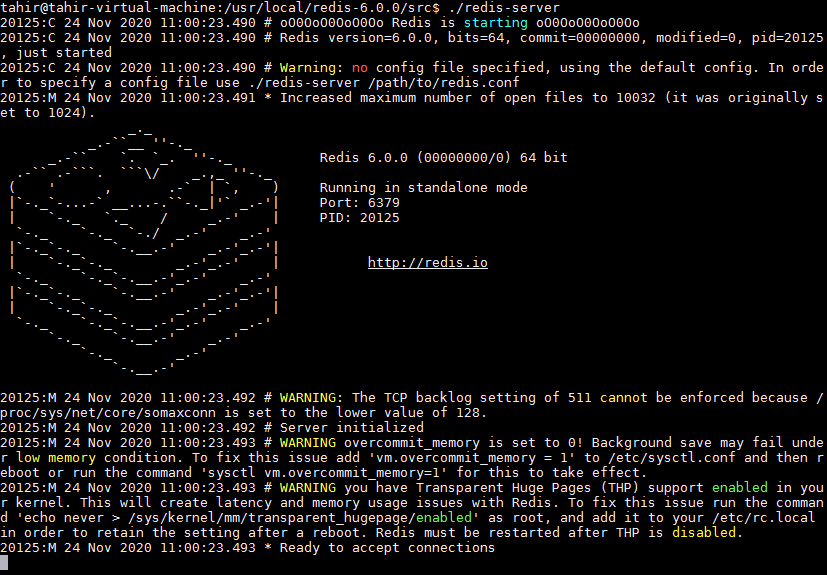 tahir@tahir-virtual-machine:/usr/local/redis-6.0.0/src$ ./redis-server
20125:C 24 Nov 2020 11:00:23.490 # oO0OoO0OoO0Oo Redis is starting oO0OoO0OoO0Oo
20125:C 24 Nov 2020 11:00:23.490 # Redis version=6.0.0, bits=64, commit=00000000, modified=0, pid=20125
, just started
20125:C 24 Nov 2020 11:00:23.490 # Warning: no config file specified, using the default config. In orde
r to specify a config file use ./redis-server /path/to/redis.conf
20125:M 24 Nov 2020 11:00:23.491 * Increased maximum number of open files to 10032 (it was originally s
et to 1024).
Redis 6.0.0 (00000000/0) 64 bit
Running in standalone mode
Port: 6379
PID: 20125
http://redis.io
20125:M 24 Nov 2020 11:00:23.492 # WARNING: The TCP backlog setting of 511 cannot be enforced because /
proc/sys/net/core/somaxconn is set to the lower value of 128.
20125:M 24 Nov 2020 11:00:23.492 # Server initialized
20125:M 24 Nov 2020 11:00:23.493 # WARNING overcommit_memory is set to 0! Background save may fail unde
r low memory condition. To fix this issue add 'vm.overcommit_memory = 1' to /etc/sysctl.conf and then r
eboot or run the command 'sysctl vm.overcommit_memory=1' for this to take effect.
20125:M 24 Nov 2020 11:00:23.493 # WARNING you have Transparent Huge Pages (THP) support enabled in you
r kernel. This will create latency and memory usage issues with Redis. To fix this issue run the comman
d 'echo never > /sys/kernel/mm/transparent_hugepage/enabled' as root, and add it to your /etc/rc.local
in order to retain the setting after a reboot. Redis must be restarted after THP is disabled.
20125:M 24 Nov 2020 11:00:23.493 * Ready to accept connections